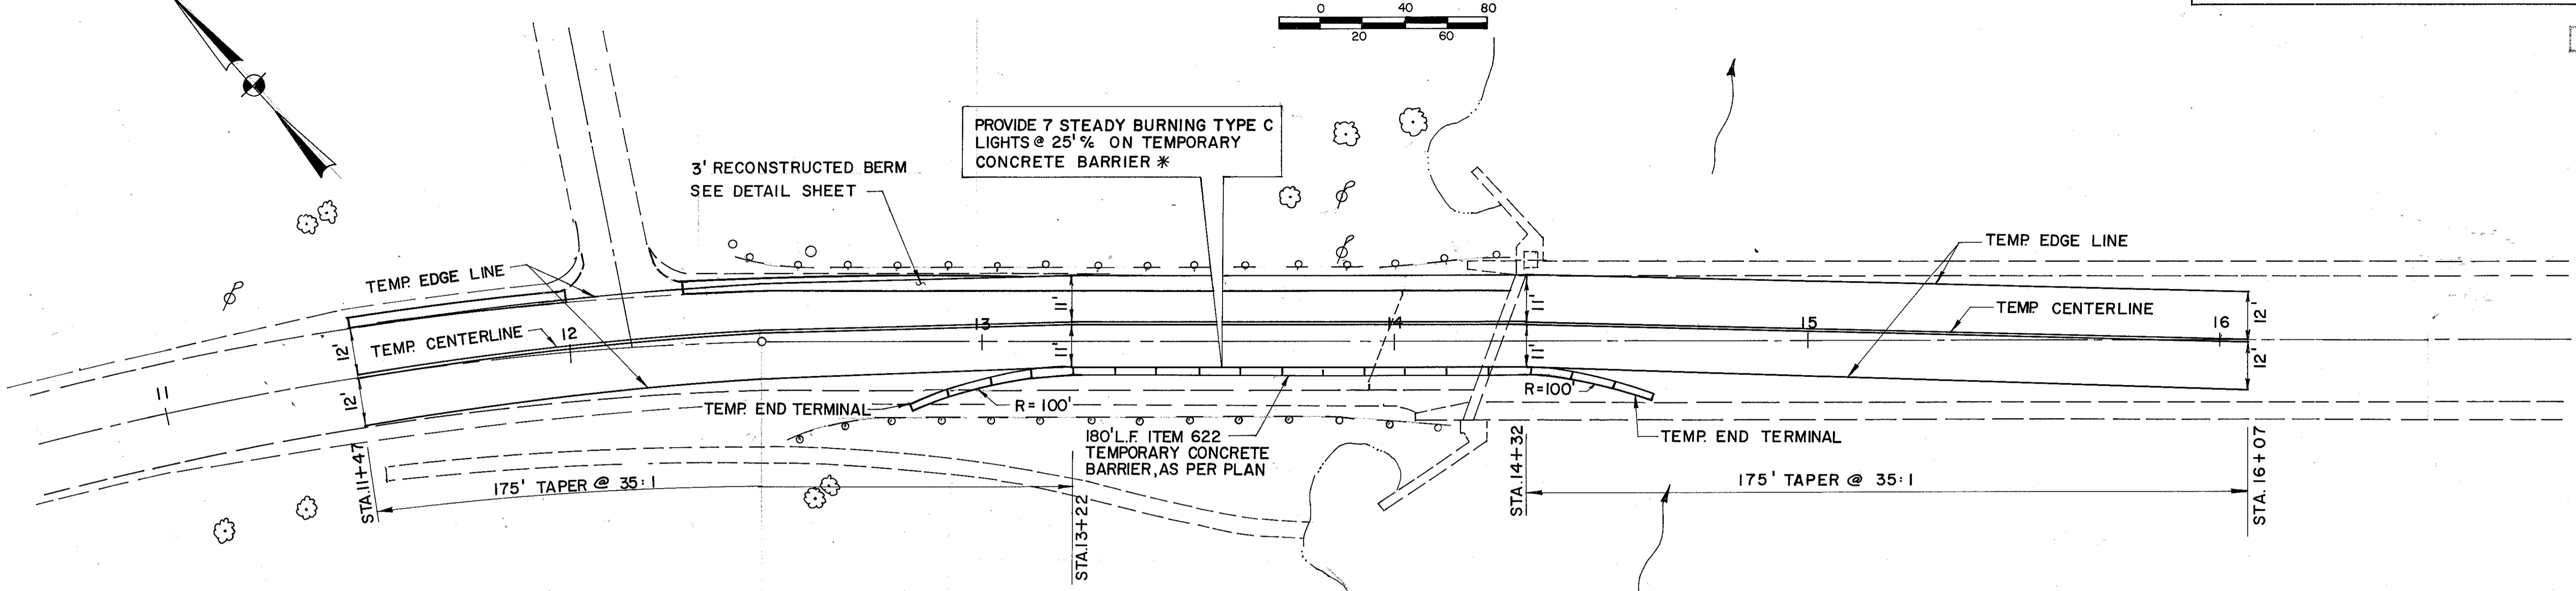 0 40 80
20 60
PROVIDE 7 STEADY BURNING TYPE C
LIGHTS @ 25' % ON TEMPORARY
CONCRETE BARRIER *
3' RECONSTRUCTED BERM
SEE DETAIL SHEET
TEMP. EDGE LINE
TEMP. EDGE LINE
TEMP. CENTERLINE
TEMP. CENTERLINE
11
12
13
14
15
16
12'
12'
11'
11'
11'
11'
12'
12'
TEMP. END TERMINAL
R=100'
R=100'
TEMP. END TERMINAL
180' L.F. ITEM 622
TEMPORARY CONCRETE
BARRIER, AS PER PLAN
STA. 11+47
175' TAPER @ 35:1
STA. 13+22
STA. 14+32
175' TAPER @ 35:1
STA. 16+07